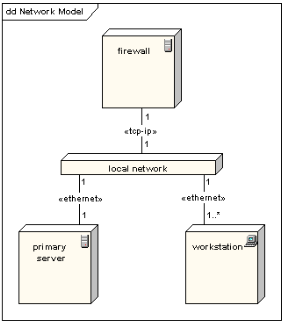 dd Network Model
firewall
1
«tcp-ip»
1
local network
1
1
«ethernet»
«ethernet»
1
1..*
primary
server
workstation